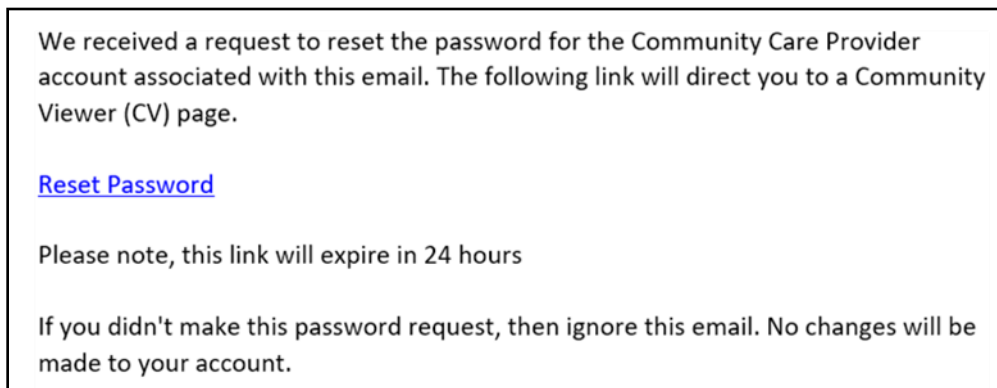 We received a request to reset the password for the Community Care Provider
account associated with this email. The following link will direct you to a Community
Viewer (CV) page.
Reset Password
Please note, this link will expire in 24 hours
If you didn't make this password request, then ignore this email. No changes will be
made to your account.